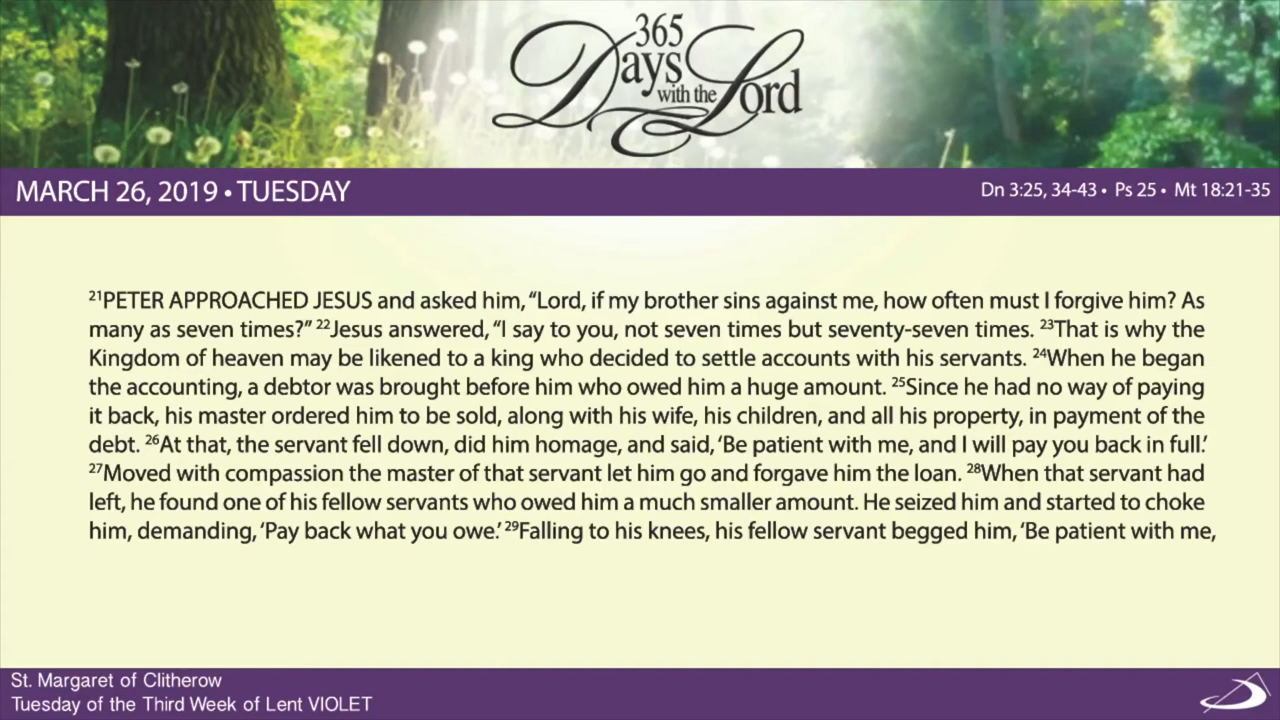 365
Days
with the Lord
MARCH 26, 2019 • TUESDAY
Dn 3:25, 34-43 • Ps 25 • Mt 18:21-35
²¹PETER APPROACHED JESUS and asked him, “Lord, if my brother sins against me, how often must I forgive him? As
many as seven times?” ²²Jesus answered, “I say to you, not seven times but seventy-seven times. ²³That is why the
Kingdom of heaven may be likened to a king who decided to settle accounts with his servants. ²⁴When he began
the accounting, a debtor was brought before him who owed him a huge amount. ²⁵Since he had no way of paying
it back, his master ordered him to be sold, along with his wife, his children, and all his property, in payment of the
debt. ²⁶At that, the servant fell down, did him homage, and said, ‘Be patient with me, and I will pay you back in full.’
²⁷Moved with compassion the master of that servant let him go and forgave him the loan. ²⁸When that servant had
left, he found one of his fellow servants who owed him a much smaller amount. He seized him and started to choke
him, demanding, ‘Pay back what you owe.’ ²⁹Falling to his knees, his fellow servant begged him, ‘Be patient with me,
St. Margaret of Clitherow
Tuesday of the Third Week of Lent VIOLET